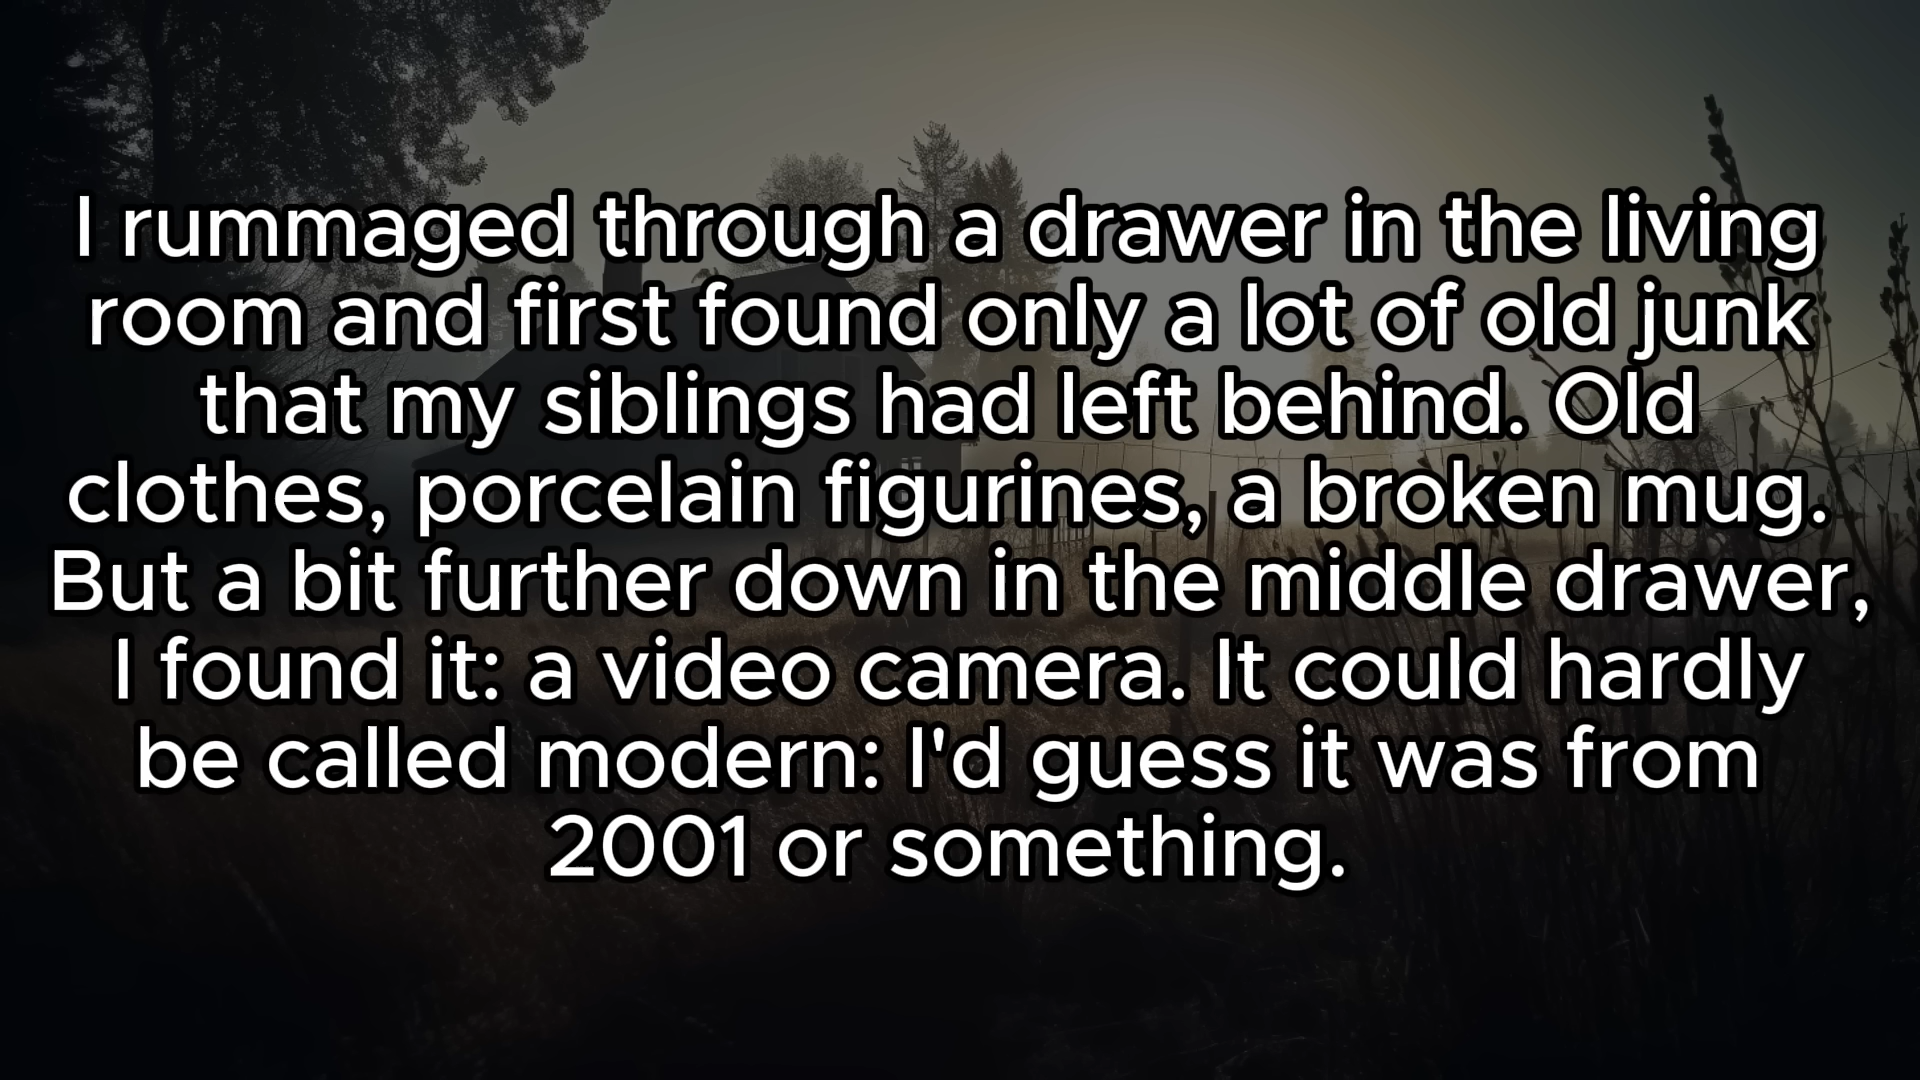 I rummaged through a drawer in the living
room and first found only a lot of old junk
that my siblings had left behind. Old
clothes, porcelain figurines, a broken mug.
But a bit further down in the middle drawer,
I found it: a video camera. It could hardly
be called modern: I'd guess it was from
2001 or something.